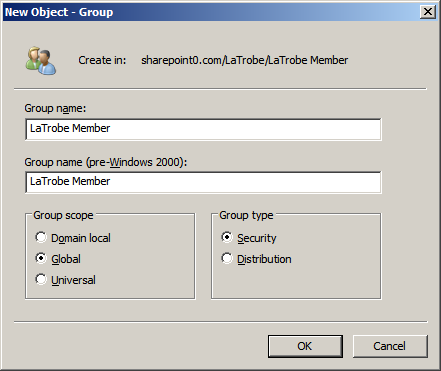 New Object - Group
Create in: sharepoint0.com/LaTrobe/LaTrobe Member
Group name:
LaTrobe Member
Group name (pre-Windows 2000):
LaTrobe Member
Group scope
Domain local
Global
Universal
Group type
Security
Distribution
OK Cancel